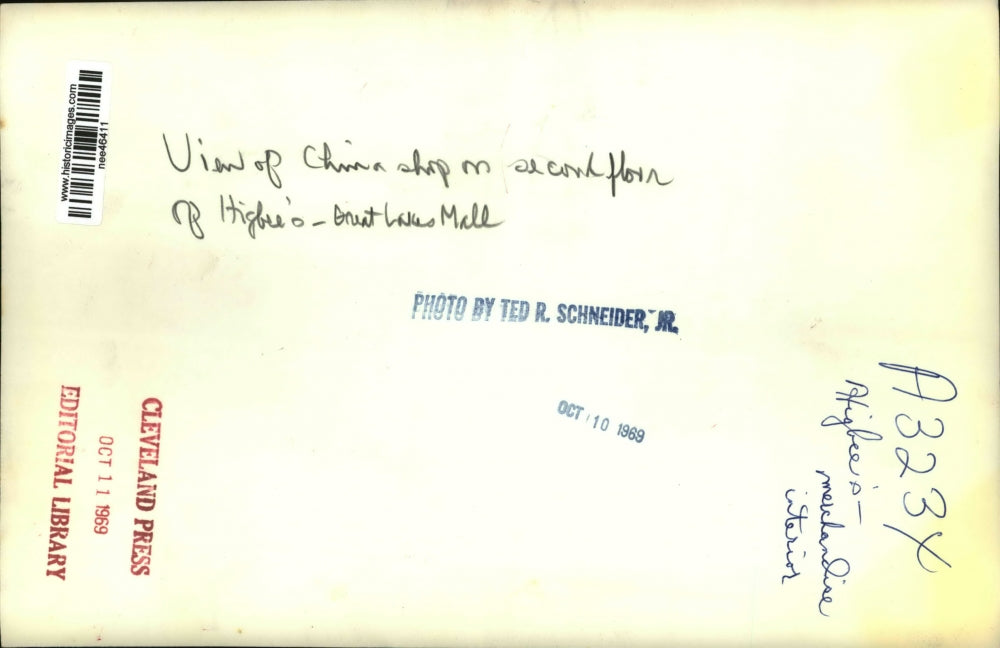 www.historicimages.com
nee46411
View of China shop on second floor
of Higbee's - Great Lakes Mall
PHOTO BY TED R. SCHNEIDER, JR.
OCT 10 1969
CLEVELAND PRESS
OCT 11 1969
EDITORIAL LIBRARY
A323X
Higbee's-
merchandise
interior